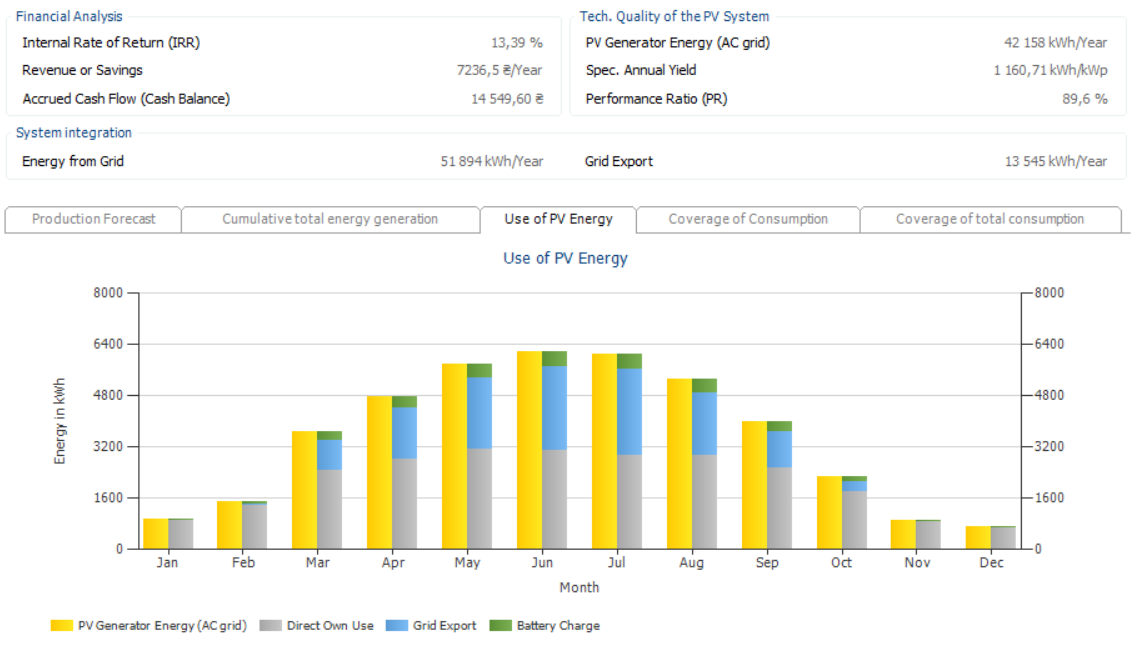 Financial Analysis
Internal Rate of Return (IRR) 13,39 %
Revenue or Savings 7236,5 ₴/Year
Accrued Cash Flow (Cash Balance) 14 549,60 ₴
Tech. Quality of the PV System
PV Generator Energy (AC grid) 42 158 kWh/Year
Spec. Annual Yield 1 160,71 kWh/kWp
Performance Ratio (PR) 89,6 %
System integration
Energy from Grid 51 894 kWh/Year Grid Export 13 545 kWh/Year
Production Forecast Cumulative total energy generation Use of PV Energy Coverage of Consumption Coverage of total consumption
Use of PV Energy
Energy in kWh
8000 8000
6400 6400
4800 4800
3200 3200
1600 1600
0 0
Jan Feb Mar Apr May Jun Jul Aug Sep Oct Nov Dec
Month
PV Generator Energy (AC grid) Direct Own Use Grid Export Battery Charge